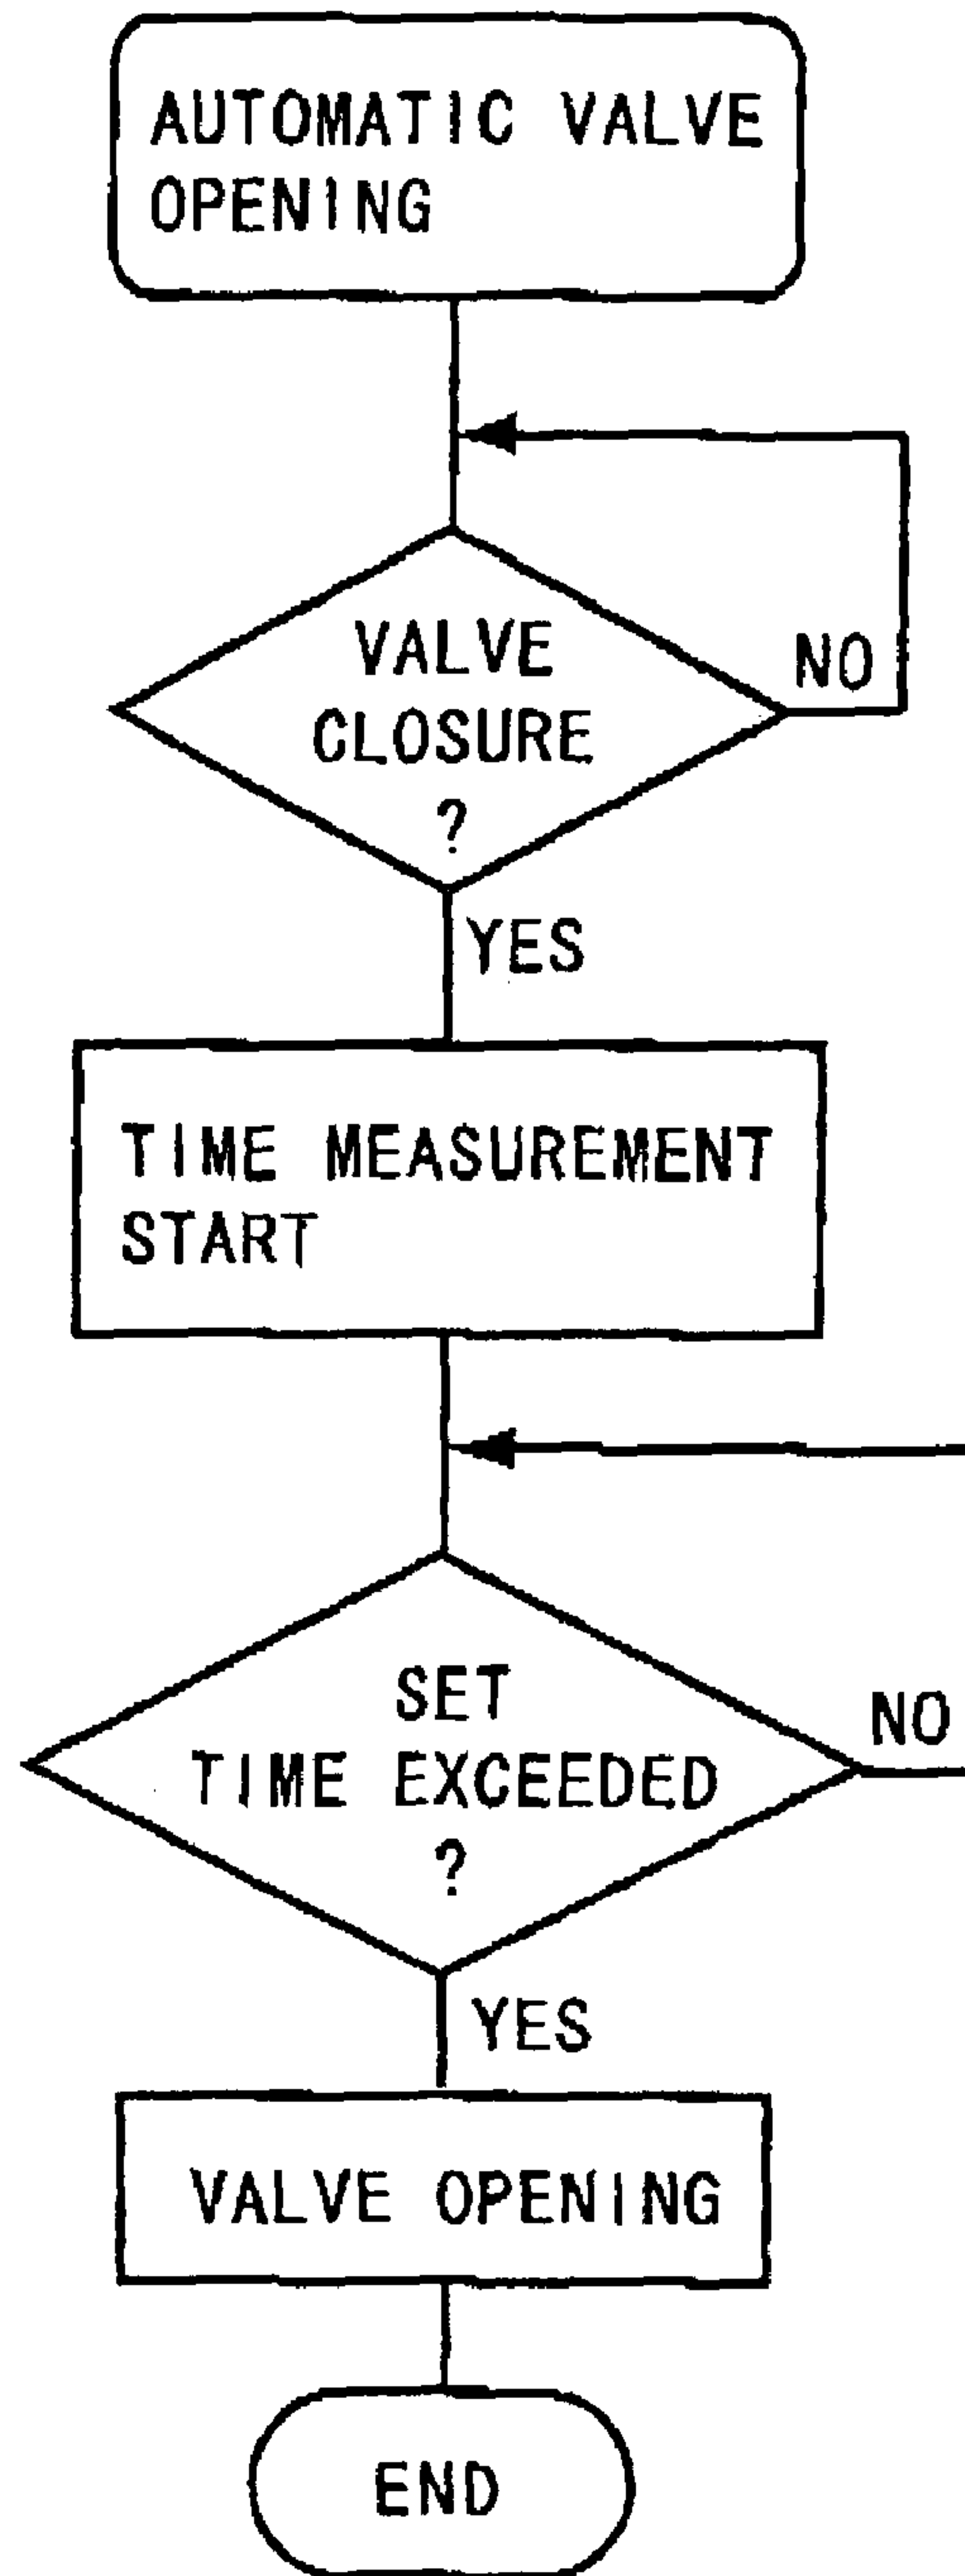 AUTOMATIC VALVE
OPENING
VALVE
CLOSURE
?
NO
YES
TIME MEASUREMENT
START
SET
TIME EXCEEDED
?
NO
YES
VALVE OPENING
END